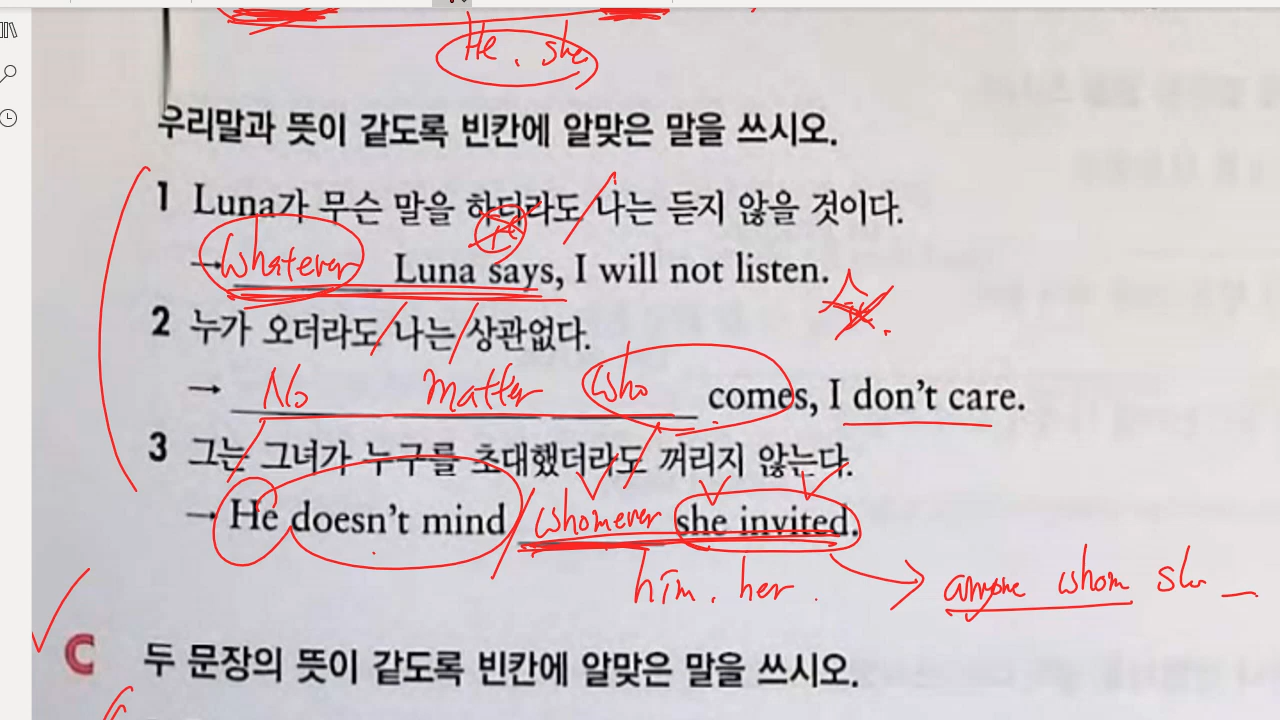 He. she
우리말과 뜻이 같도록 빈칸에 알맞은 말을 쓰시오.
1 Luna가 무슨 말을 하더라도 나는 듣지 않을 것이다.
→ Whatever Luna says, I will not listen.
2 누가 오더라도 나는 상관없다.
→ No matter who comes, I don't care.
3 그는 그녀가 누구를 초대했더라도 꺼리지 않는다.
→ He doesn't mind whomever she invited.
him. her.
anyone whom she
C 두 문장의 뜻이 같도록 빈칸에 알맞은 말을 쓰시오.